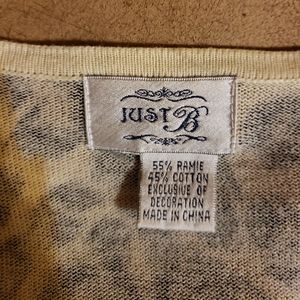 JUST B
55% RAMIE
45% COTTON
EXCLUSIVE OF
DECORATION
MADE IN CHINA